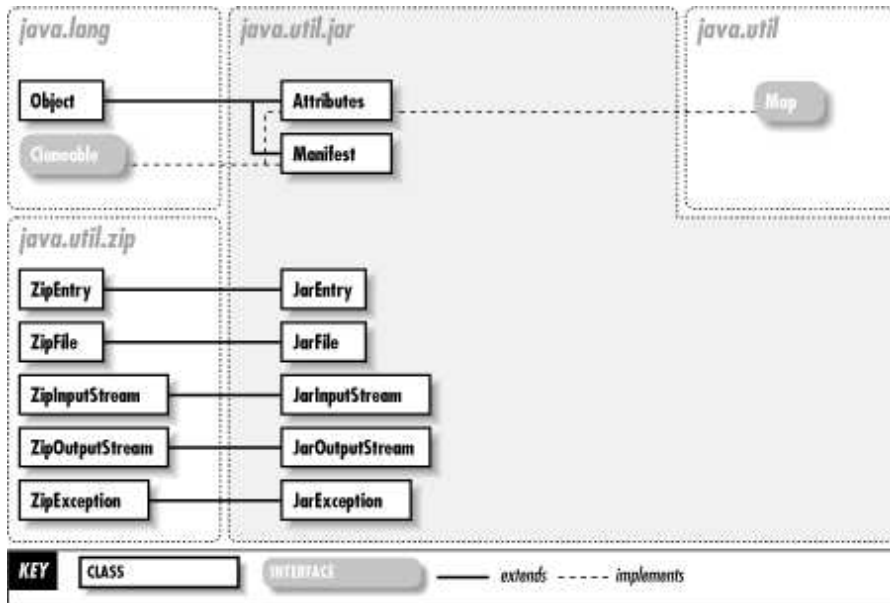 java.lang
java.util.jar
java.util
Object
Attributes
Map
Cloneable
Manifest
java.util.zip
ZipEntry
JarEntry
ZipFile
JarFile
ZipInputStream
JarInputStream
ZipOutputStream
JarOutputStream
ZipException
JarException
KEY
CLASS
INTERFACE
extends
implements